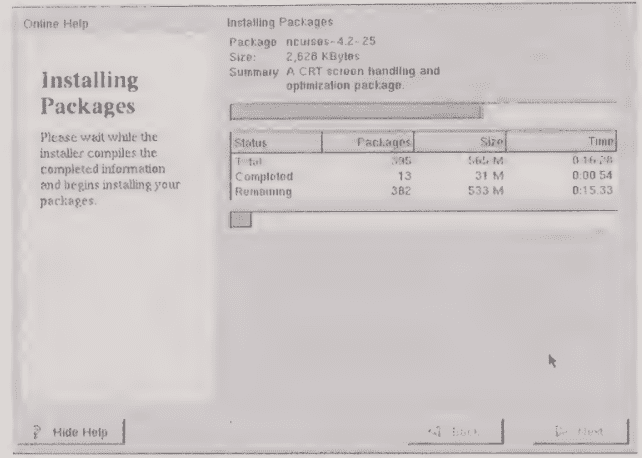 Online Help
Installing
Packages
Please wait while the
installer compiles the
completed information
and begins installing your
packages.
Installing Packages
Package ncurses-4.2-25
Size: 2,628 KBytes
Summary A CRT screen handling and
optimization package.
Status Packages Size Time
Total 395 565 M 0:16:28
Completed 13 31 M 0:00:54
Remaining 382 533 M 0:15:33
Hide Help
Back
Next